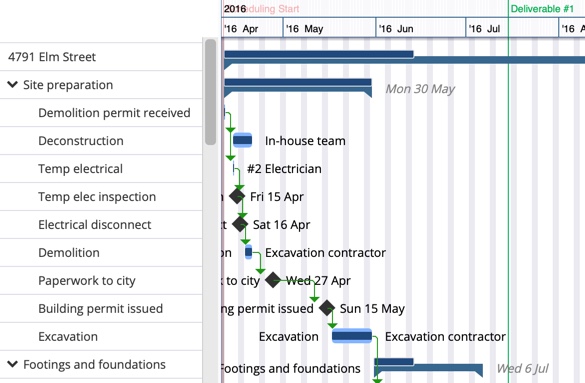 2016
duling Start
Deliverable #1
'16 Apr
'16 May
'16 Jun
'16 Jul
'16 A
4791 Elm Street
Site preparation
Mon 30 May
Demolition permit received
Deconstruction
In-house team
Temp electrical
#2 Electrician
Temp elec inspection
Fri 15 Apr
Electrical disconnect
Sat 16 Apr
Demolition
on
Excavation contractor
Paperwork to city
k to city
Wed 27 Apr
Building permit issued
ng permit issued
Sun 15 May
Excavation
Excavation
Excavation contractor
Footings and foundations
Footings and foundations
Wed 6 Jul